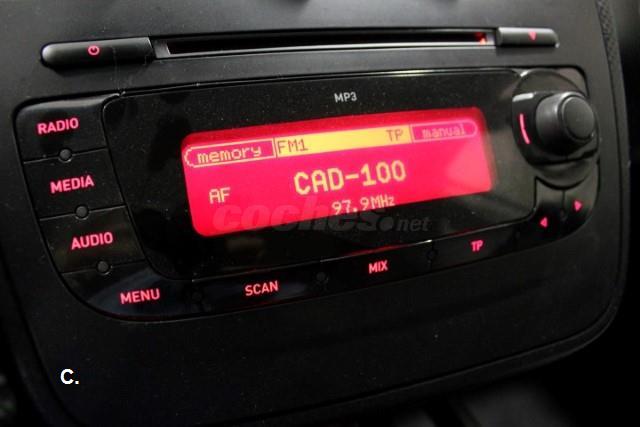 MP3
RADIO
memory FM1 TP manual
MEDIA
AF CAD-100
97.9MHz
coches.net
AUDIO
MENU SCAN MIX TP
C.